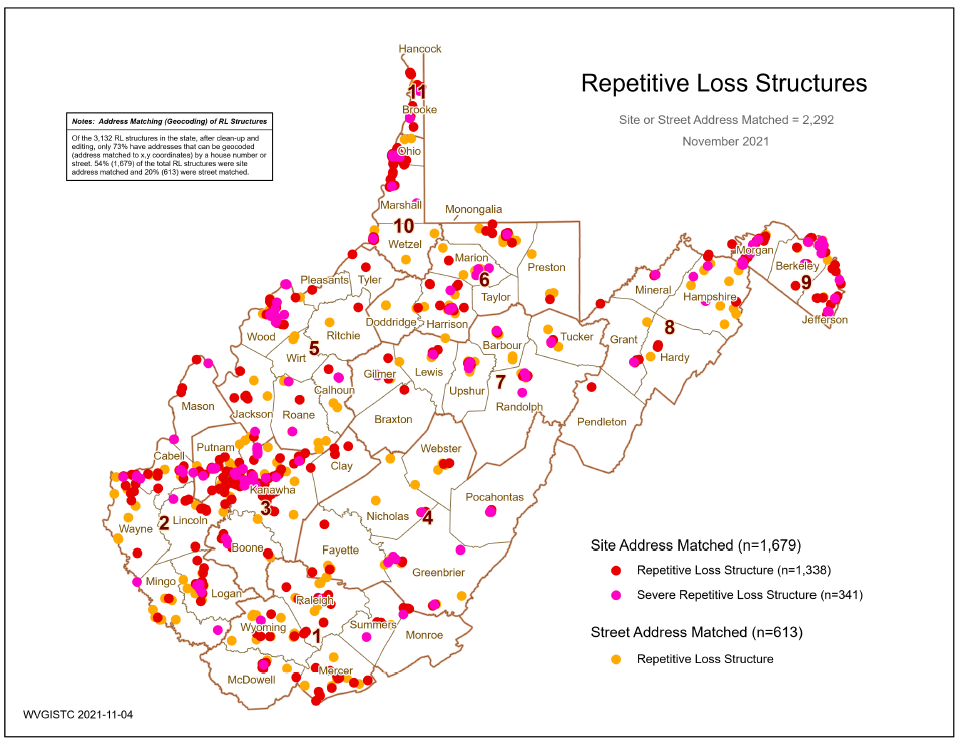 Repetitive Loss Structures
Site or Street Address Matched = 2,292
November 2021
Notes: Address Matching (Geocoding) of RL Structures
Of the 3,132 RL structures in the state, after clean-up and
editing, only 73% have addresses that can be geocoded
(address matched to x,y coordinates) by a house number or
street. 54% (1,679) of the total RL structures were site
address matched and 20% (613) were street matched.
Hancock
11
Brooke
Ohio
Marshall
Monongalia
10
Wetzel
Marion
Preston
6
Taylor
Pleasants
Tyler
Doddridge
Harrison
Ritchie
Wood
5
Wirt
Morgan
Berkeley
9
Jefferson
Mineral
Hampshire
8
Grant
Hardy
Tucker
Barbour
Lewis
Upshur
7
Randolph
Gilmer
Calhoun
Roane
Jackson
Mason
Braxton
Pendleton
Webster
Clay
Putnam
Cabell
Kanawha
3
Pocahontas
Nicholas
4
Wayne
2
Lincoln
Boone
Fayette
Greenbrier
Mingo
Logan
Raleigh
Wyoming
1
Summers
Monroe
McDowell
Mercer
Site Address Matched (n=1,679)
Repetitive Loss Structure (n=1,338)
Severe Repetitive Loss Structure (n=341)
Street Address Matched (n=613)
Repetitive Loss Structure
WVGISTC 2021-11-04